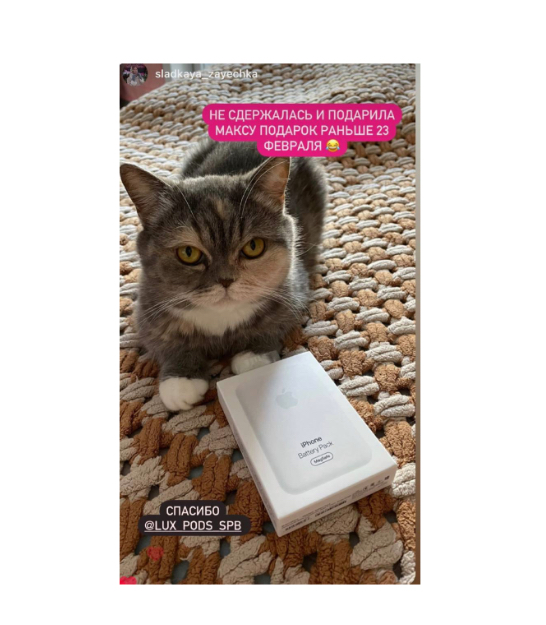 sladkaya_zayechka
НЕ СДЕРЖАЛАСЬ И ПОДАРИЛА
МАКСУ ПОДАРОК РАНЬШЕ 23
ФЕВРАЛЯ 😂
iPhone
Battery Pack
MagSafe
СПАСИБО
@LUX_PODS_SPB